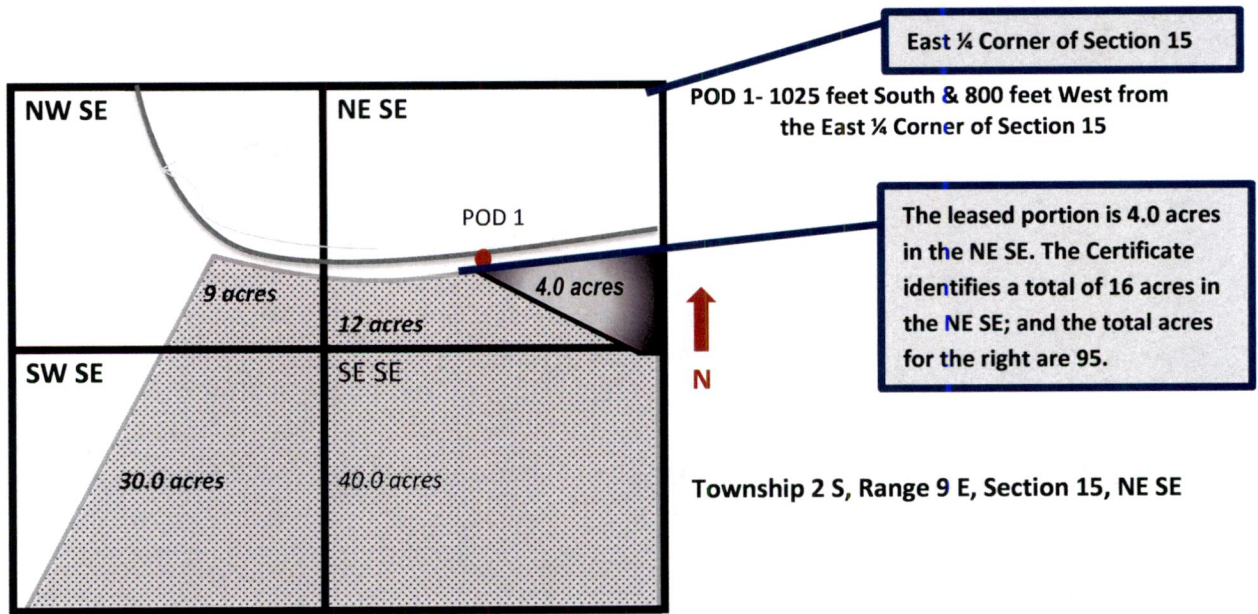 East ¼ Corner of Section 15
NW SE
NE SE
POD 1- 1025 feet South & 800 feet West from
the East ¼ Corner of Section 15
POD 1
The leased portion is 4.0 acres
in the NE SE. The Certificate
identifies a total of 16 acres in
the NE SE; and the total acres
for the right are 95.
9 acres
4.0 acres
12 acres
N
SW SE
SE SE
30.0 acres
40.0 acres
Township 2 S, Range 9 E, Section 15, NE SE